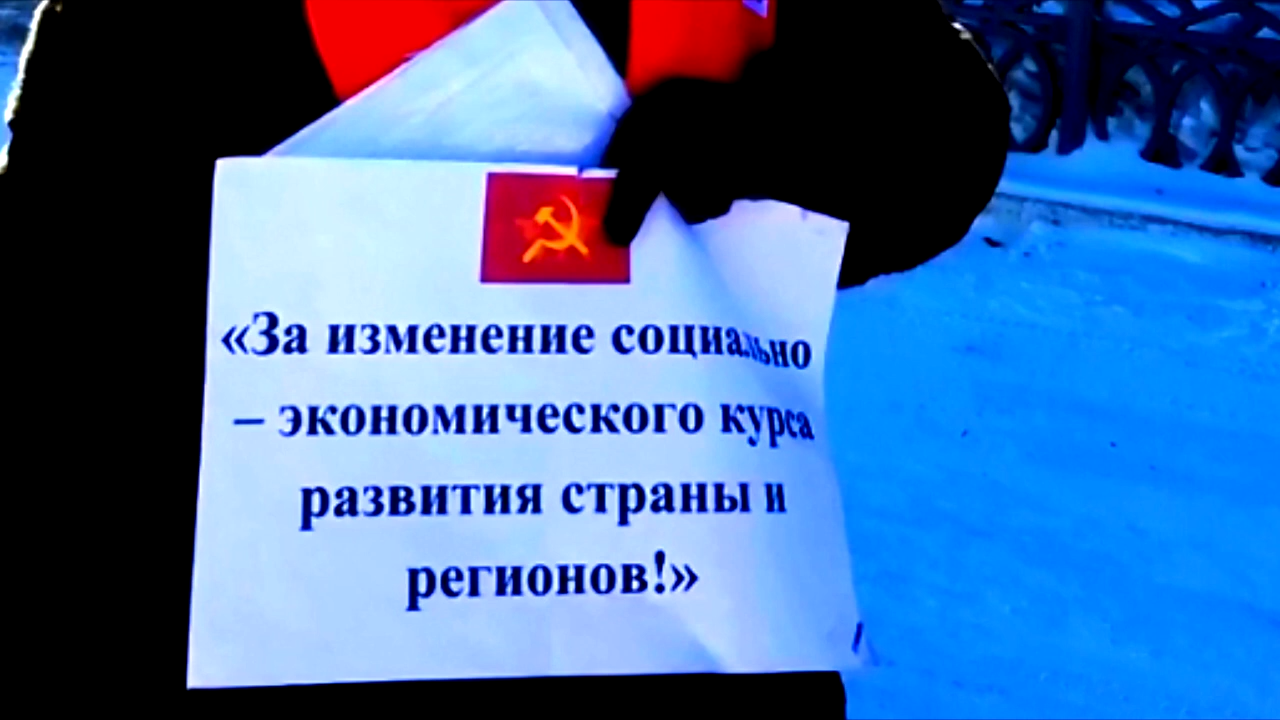 «За изменение социально
– экономического курса
развития страны и
регионов!»